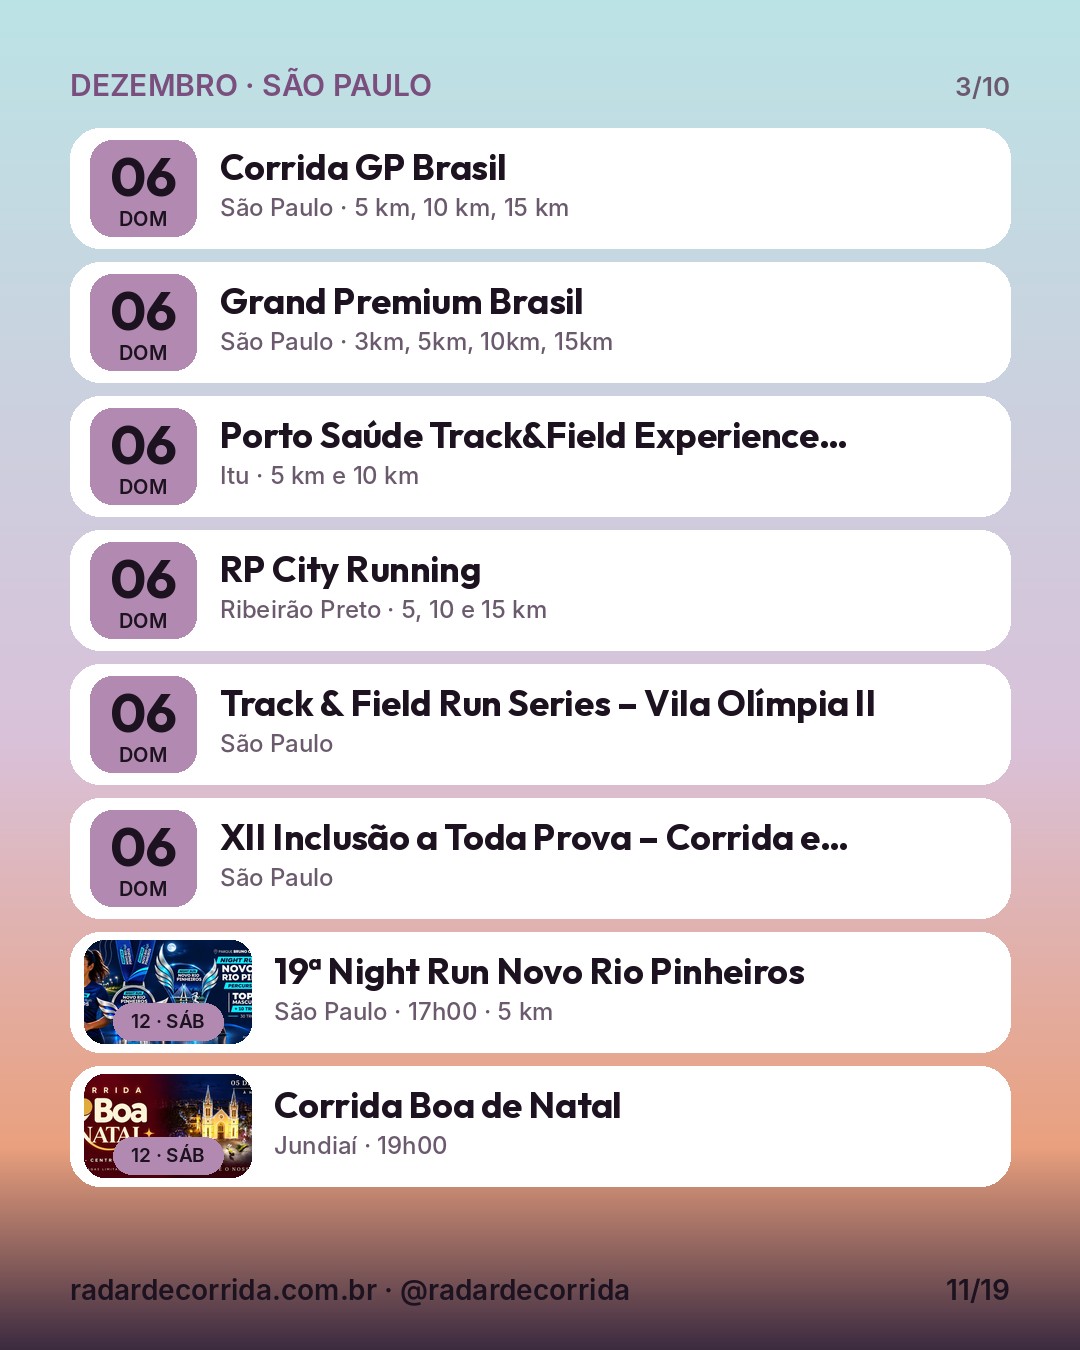 DEZEMBRO · SÃO PAULO
3/10
06
DOM
Corrida GP Brasil
São Paulo · 5 km, 10 km, 15 km
06
DOM
Grand Premium Brasil
São Paulo · 3km, 5km, 10km, 15km
06
DOM
Porto Saúde Track&Field Experience...
Itu · 5 km e 10 km
06
DOM
RP City Running
Ribeirão Preto · 5, 10 e 15 km
06
DOM
Track & Field Run Series – Vila Olímpia II
São Paulo
06
DOM
XII Inclusão a Toda Prova – Corrida e...
São Paulo
12 · SÁB
19ª Night Run Novo Rio Pinheiros
São Paulo · 17h00 · 5 km
Boa
12 · SÁB
Corrida Boa de Natal
Jundiaí · 19h00
radardecorrida.com.br · @radardecorrida
11/19